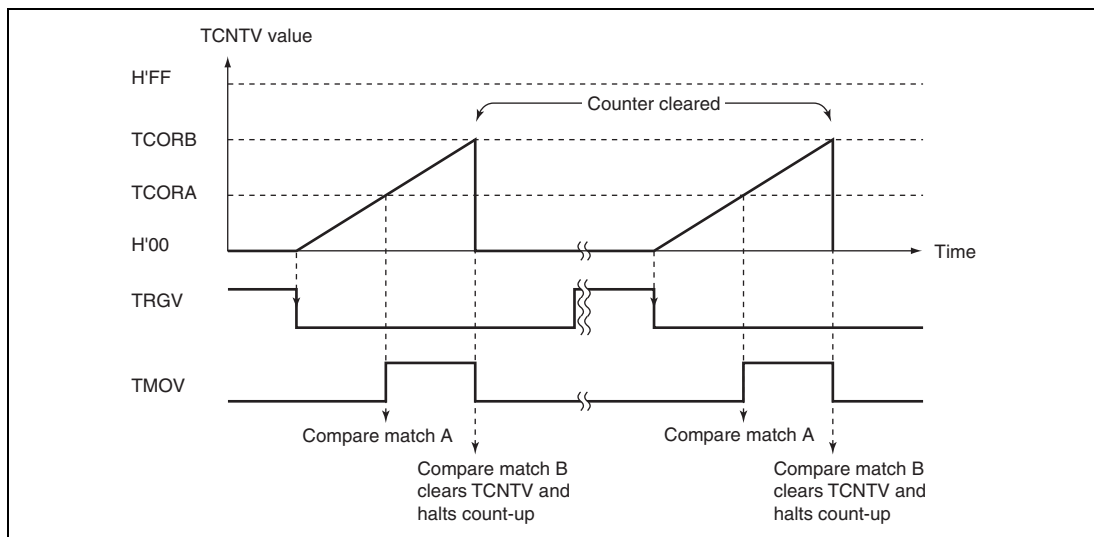 TCNTV value
H'FF
Counter cleared
TCORB
TCORA
H'00
Time
TRGV
TMOV
Compare match A
Compare match A
Compare match B
clears TCNTV and
halts count-up
Compare match B
clears TCNTV and
halts count-up